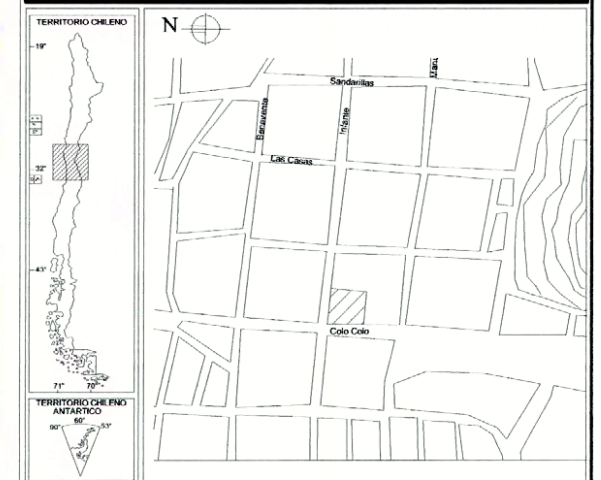 TERRITORIO CHILENO
19°
32°
43°
71° 70°
TERRITORIO CHILENO
ANTARTICO
90° 60° 53°
N
Sandarillas
Infante
Las Casas
Colo Colo